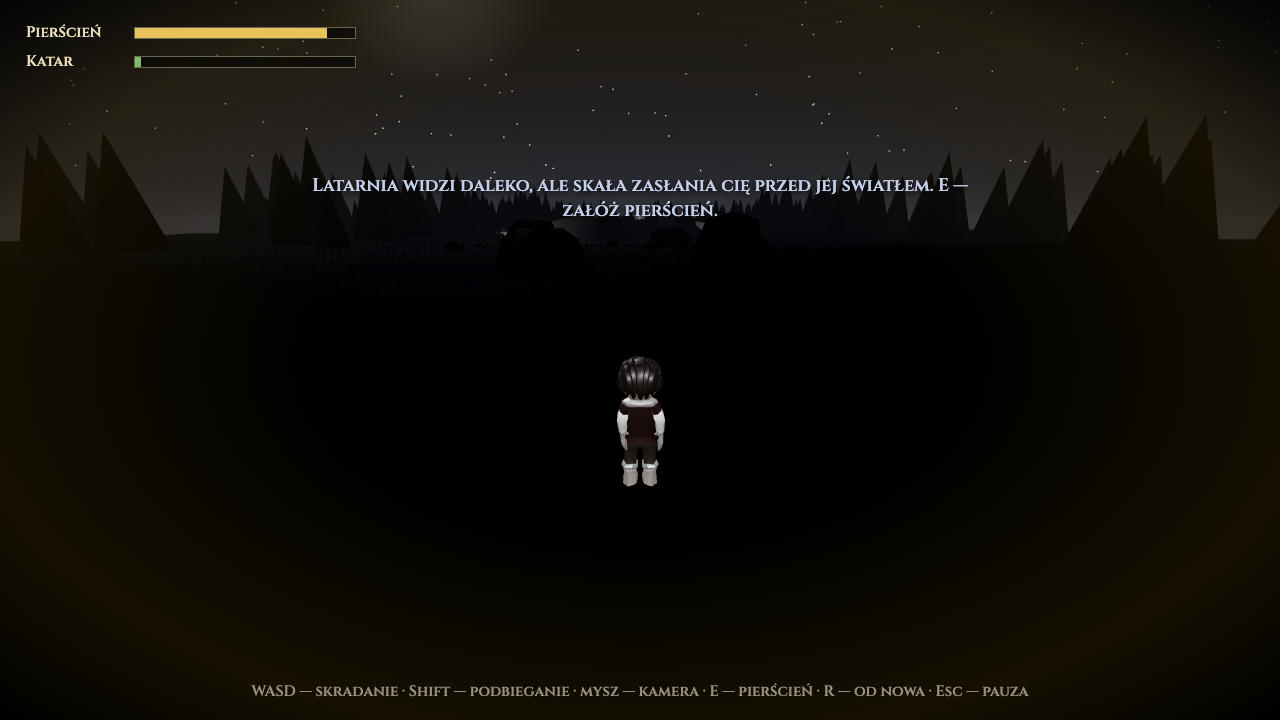 Pierścień
Katar
Latarnia widzi daleko, ale skała zasłania cię przed jej światłem. E —
załóż pierścień.
WASD — skradanie · Shift — podbieganie · mysz — kamera · E — pierścień · R — od nowa · Esc — pauza